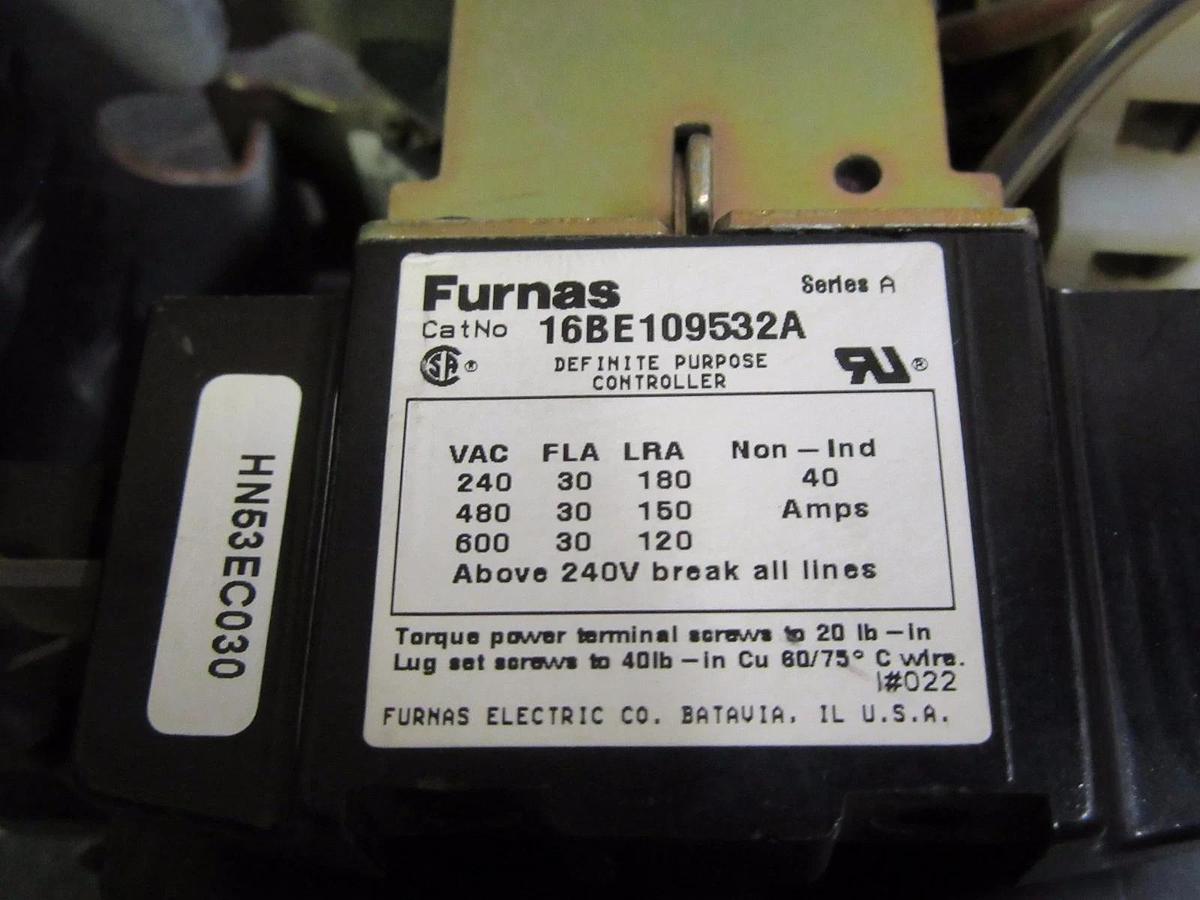 Furnas Series A
CatNo 16BE109532A
SA ®
DEFINITE PURPOSE
CONTROLLER
RU ®
VAC FLA LRA Non-Ind
240 30 180 40
480 30 150 Amps
600 30 120
Above 240V break all lines
Torque power terminal screws to 20 lb-in
Lug set screws to 40lb-in Cu 60/75° C wire.
I#022
FURNAS ELECTRIC CO. BATAVIA, IL U.S.A.
HN53EC030